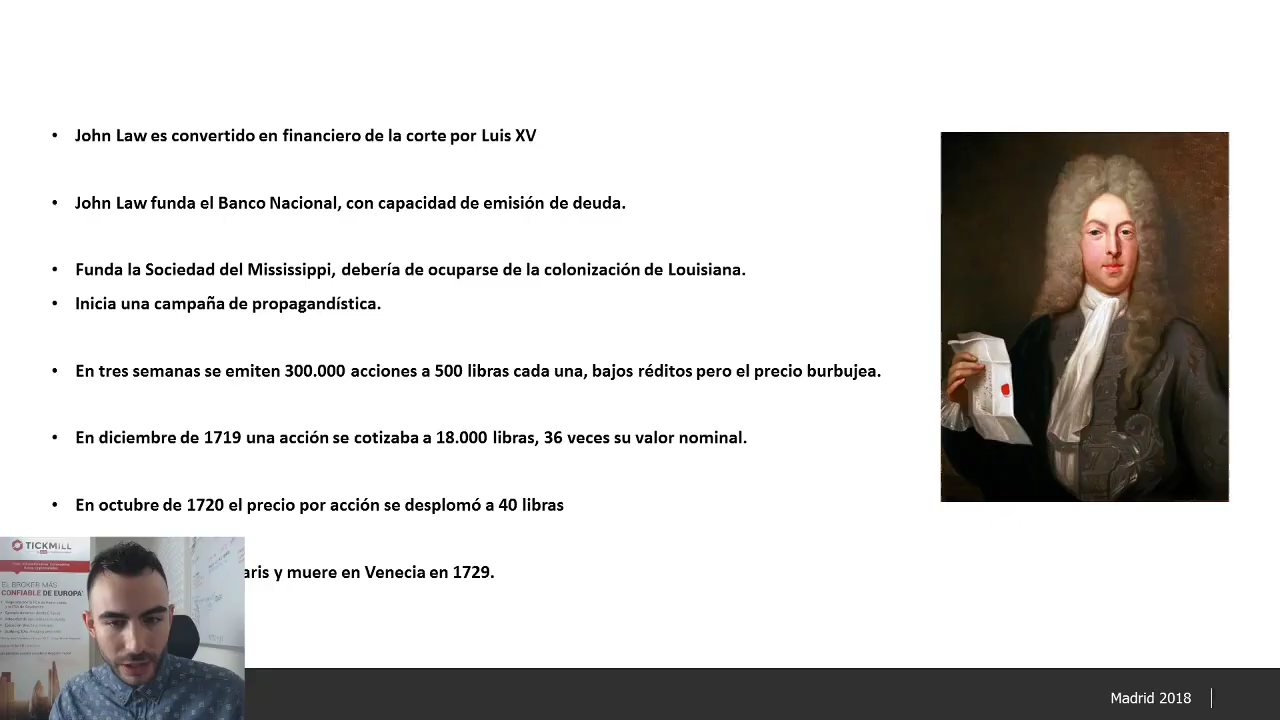 • John Law es convertido en financiero de la corte por Luis XV
• John Law funda el Banco Nacional, con capacidad de emisión de deuda.
• Funda la Sociedad del Mississippi, debería de ocuparse de la colonización de Louisiana.
• Inicia una campaña de propagandística.
• En tres semanas se emiten 300.000 acciones a 500 libras cada una, bajos réditos pero el precio burbujea.
• En diciembre de 1719 una acción se cotizaba a 18.000 libras, 36 veces su valor nominal.
• En octubre de 1720 el precio por acción se desplomó a 40 libras
aris y muere en Venecia en 1729.
TICKMILL
EL BROKER MÁS
CONFIABLE DE EUROPA
Madrid 2018